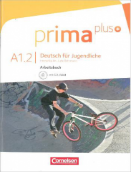 prima plus
A1.2
Deutsch für Jugendliche
Arbeitsbuch
Cornelsen